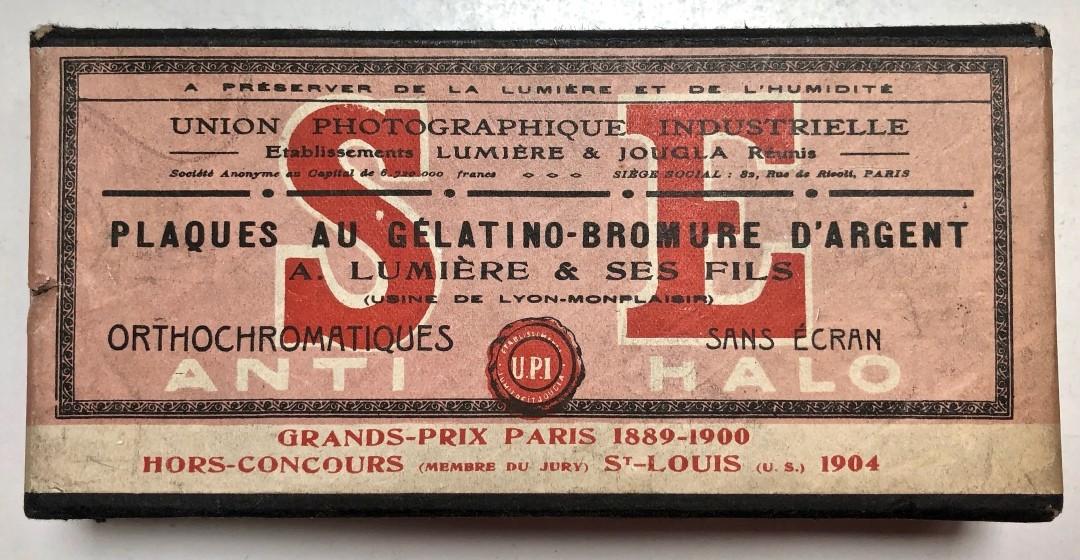 A PRÉSERVER DE LA LUMIÈRE ET DE L'HUMIDITÉ
UNION PHOTOGRAPHIQUE INDUSTRIELLE
Etablissements LUMIÈRE & JOUGLA Réunis
Société Anonyme au Capital de 6.720.000 francs SIÈGE SOCIAL : 82, Rue de Rivoli, PARIS
S E
PLAQUES AU GÉLATINO-BROMURE D'ARGENT
A. LUMIÈRE & SES FILS
(USINE DE LYON-MONPLAISIR)
ORTHOCHROMATIQUES SANS ÉCRAN
ANTI HALO
ÉTABLISSEMENTS
U.P.I
LUMIÈRE & JOUGLA
GRANDS-PRIX PARIS 1889-1900
HORS-CONCOURS (MEMBRE DU JURY) ST-LOUIS (U. S.) 1904